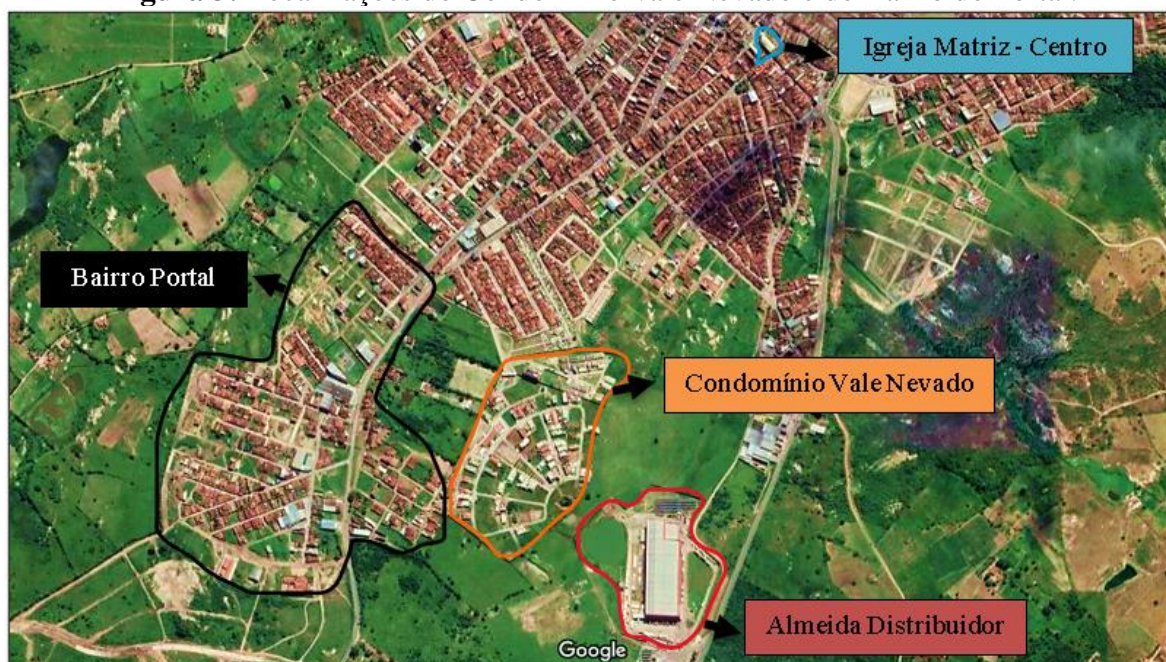 Igreja Matriz - Centro
Bairro Portal
Condomínio Vale Nevado
Almeida Distribuidor
Google